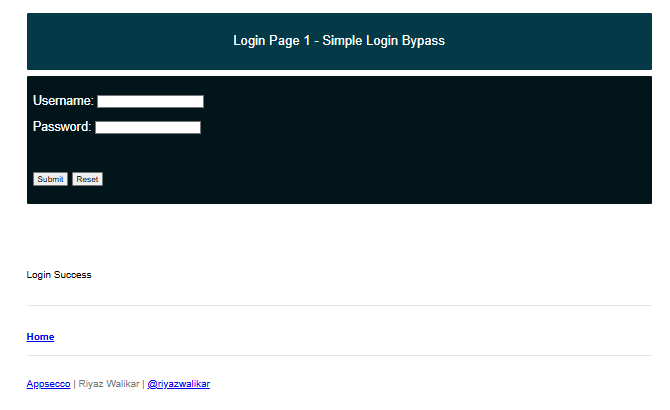 Login Page 1 - Simple Login Bypass
Username:
Password:
Submit Reset
Login Success
Home
Appsecco | Riyaz Walikar | @riyazwalikar